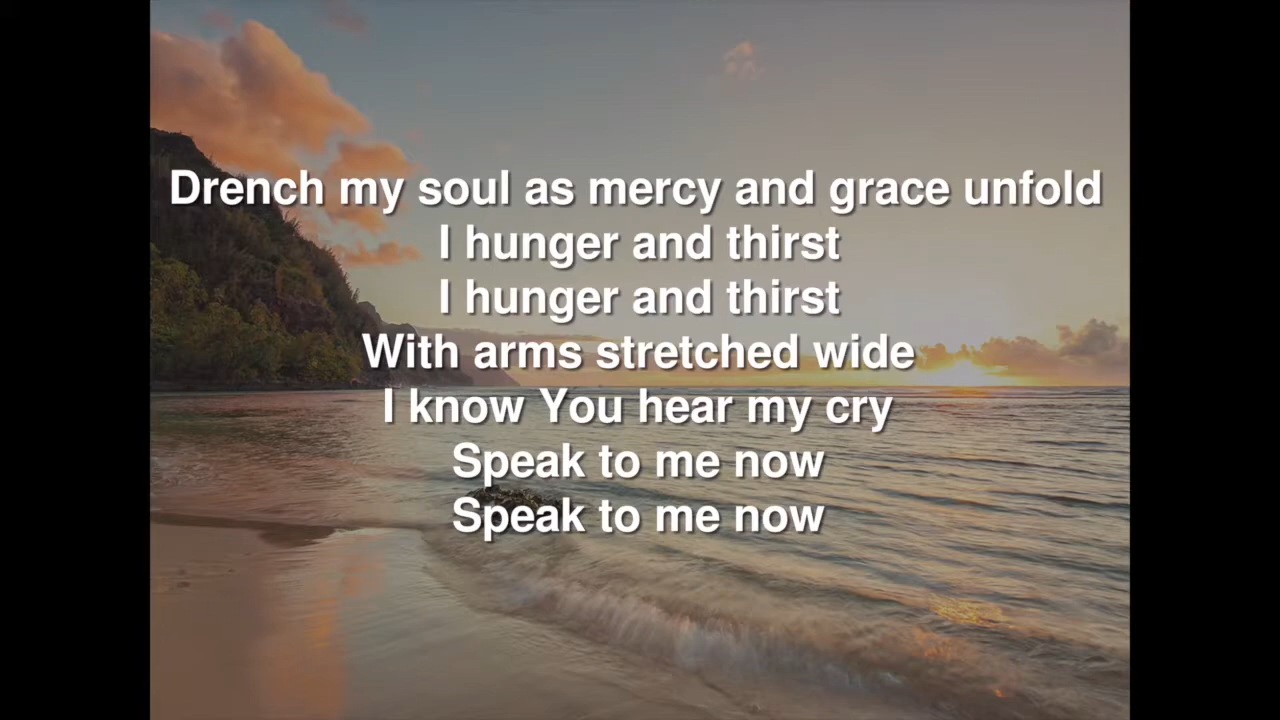 Drench my soul as mercy and grace unfold
I hunger and thirst
I hunger and thirst
With arms stretched wide
I know You hear my cry
Speak to me now
Speak to me now